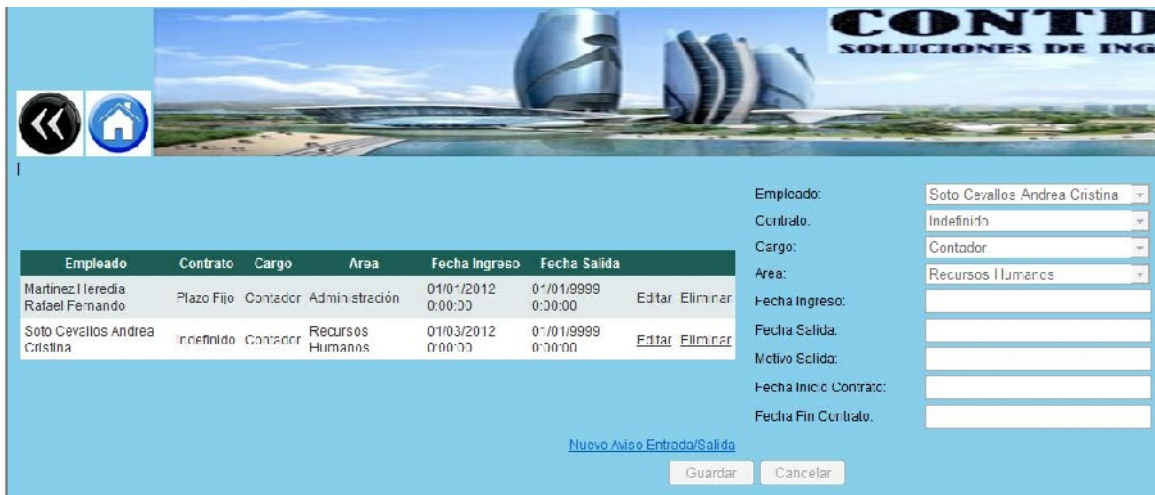 CONTD
SOLUCIONES DE ING
Empleado: Soto Cevallos Andrea Cristina
Contrato: Indefinido
Cargo: Contador
Area: Recursos Humanos
Fecha Ingreso:
Fecha Salida:
Motivo Salida:
Fecha Inicio Contrato:
Fecha Fin Contrato:
Empleado Contrato Cargo Area Fecha Ingreso Fecha Salida
Martinez Heredia
Rafael Fernando
Plazo Fijo Contador Administración
01/01/2012
0:00:00
01/01/9999
0:00:00
Editar Eliminar
Soto Cevallos Andrea
Cristina
Indefinido Contador
Recursos
Humanos
01/03/2012
0:00:00
01/01/9999
0:00:00
Editar Eliminar
Nuevo Aviso Entrada/Salida
Guardar Cancelar